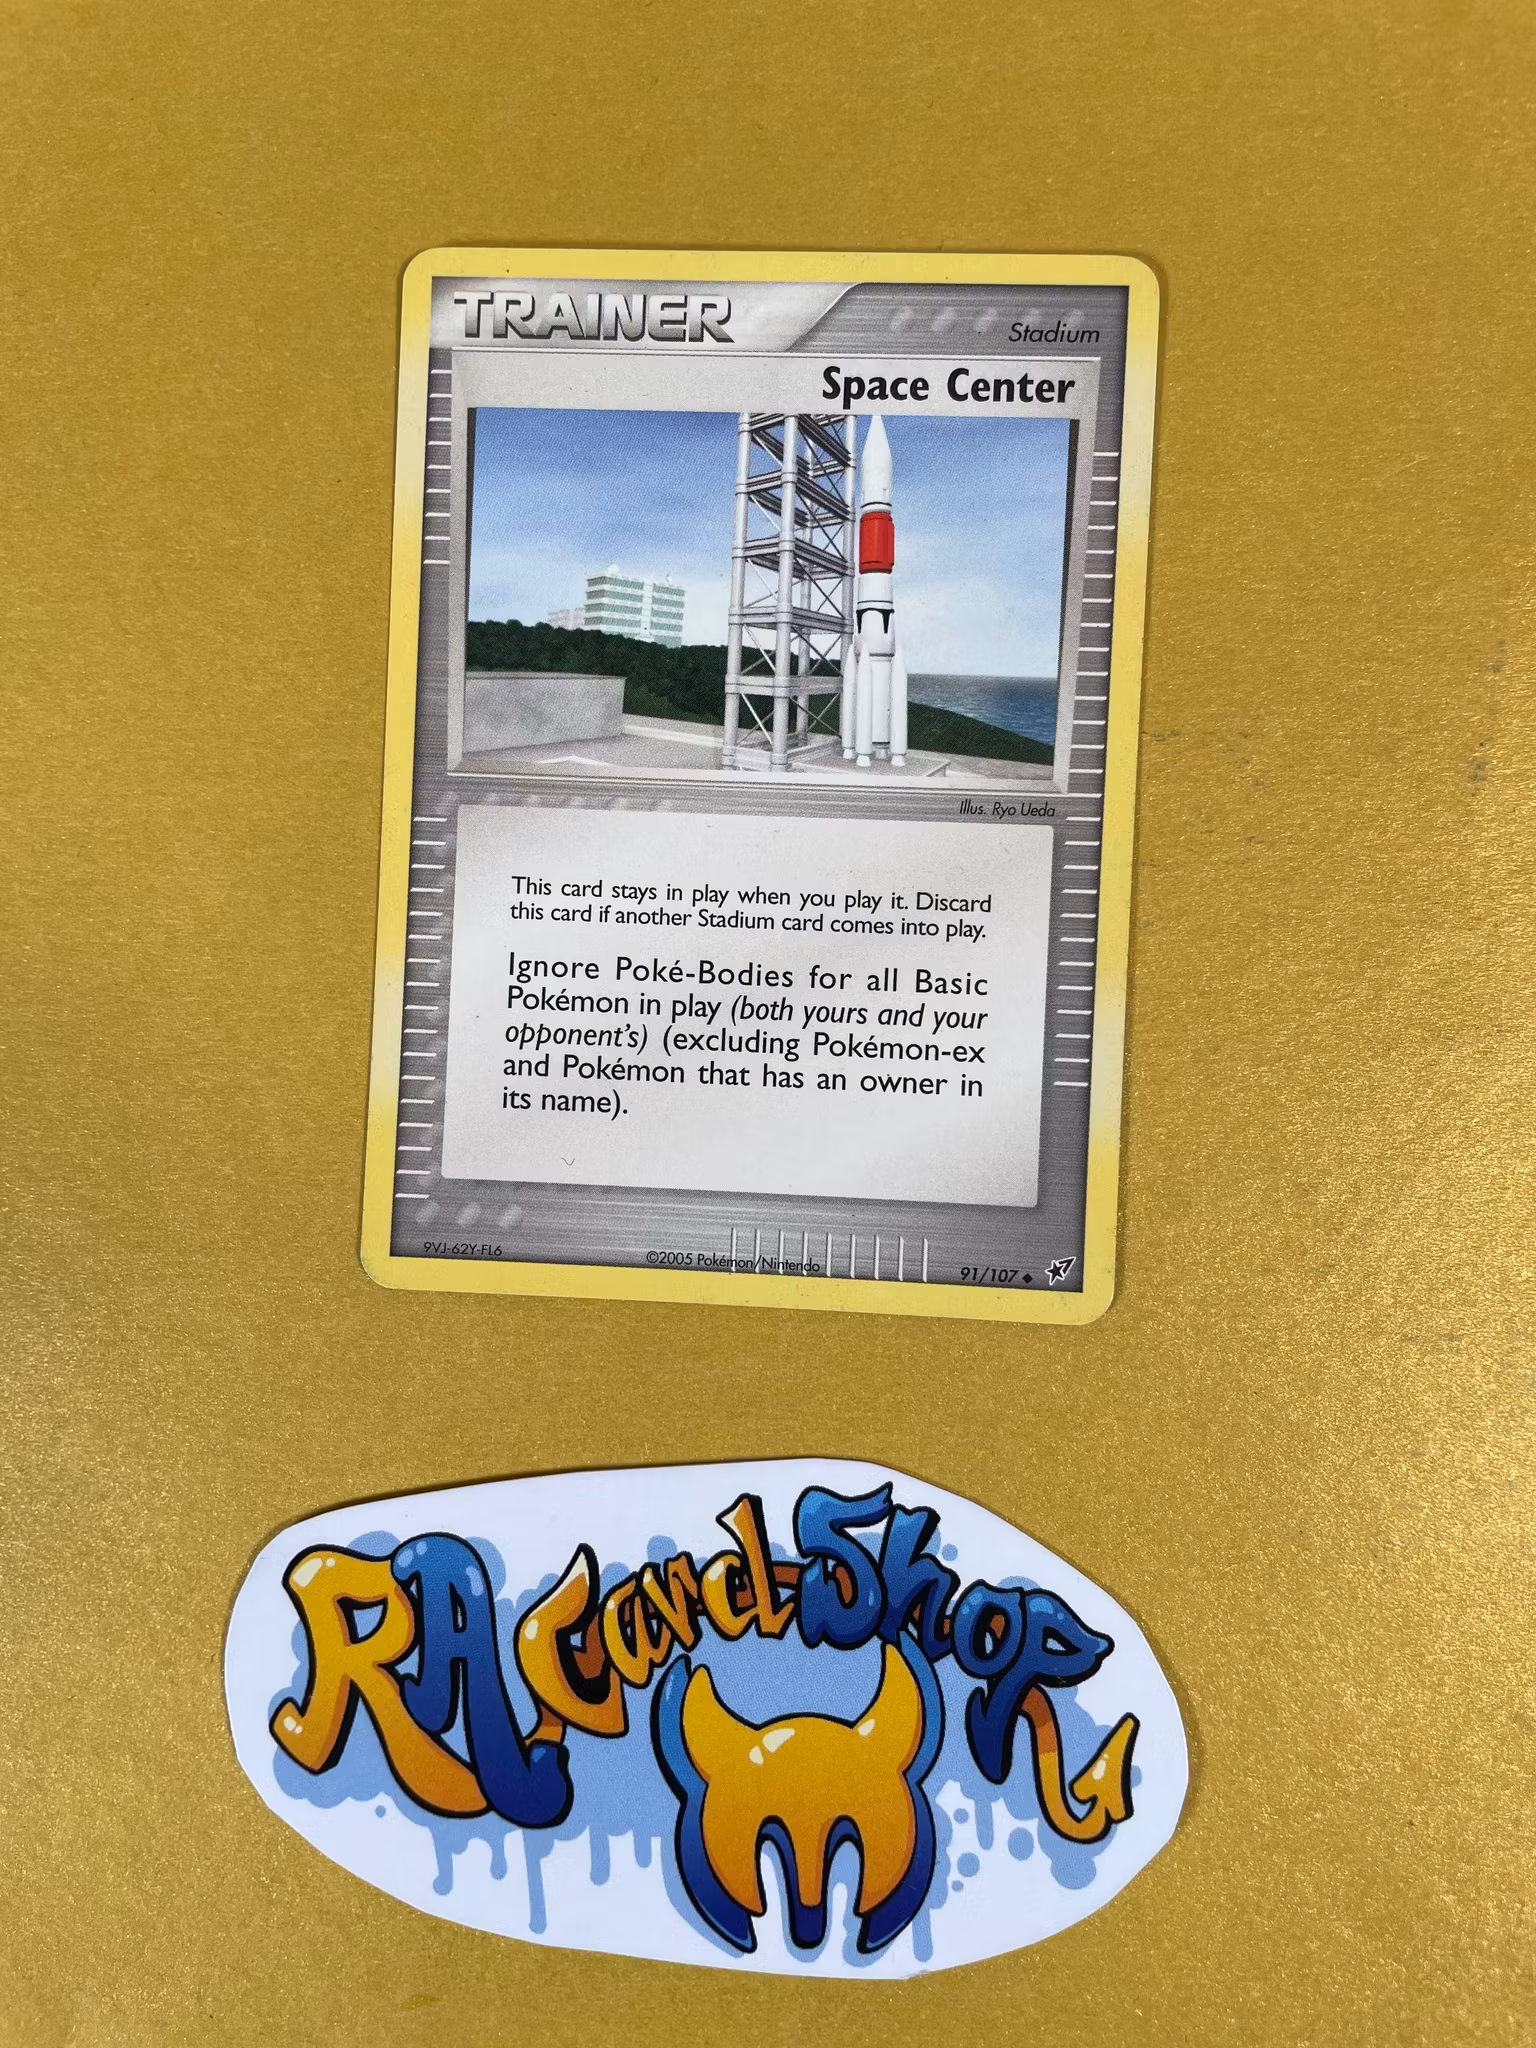 TRAINER
Stadium
Space Center
Illus. Ryo Ueda
This card stays in play when you play it. Discard
this card if another Stadium card comes into play.
Ignore Poké-Bodies for all Basic
Pokémon in play (both yours and your
opponent's) (excluding Pokémon-ex
and Pokémon that has an owner in
its name).
9VJ-62Y-FL6
©2005 Pokémon/Nintendo
91/107
RA Card Shop